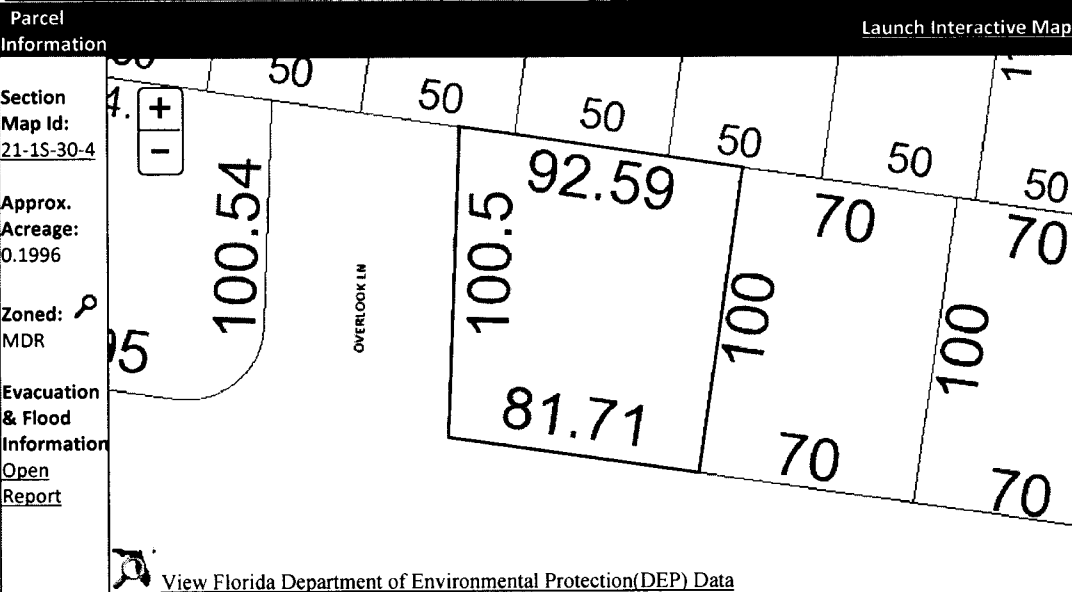 Parcel
Information
Launch Interactive Map
Section
Map Id:
21-1S-30-4
Approx.
Acreage:
0.1996
Zoned:
MDR
Evacuation
& Flood
Information
Open
Report
+
−
50
50
50
50
50
50
100.54
OVERLOOK LN
92.59
100.5
81.71
100
70
70
100
70
70
View Florida Department of Environmental Protection(DEP) Data